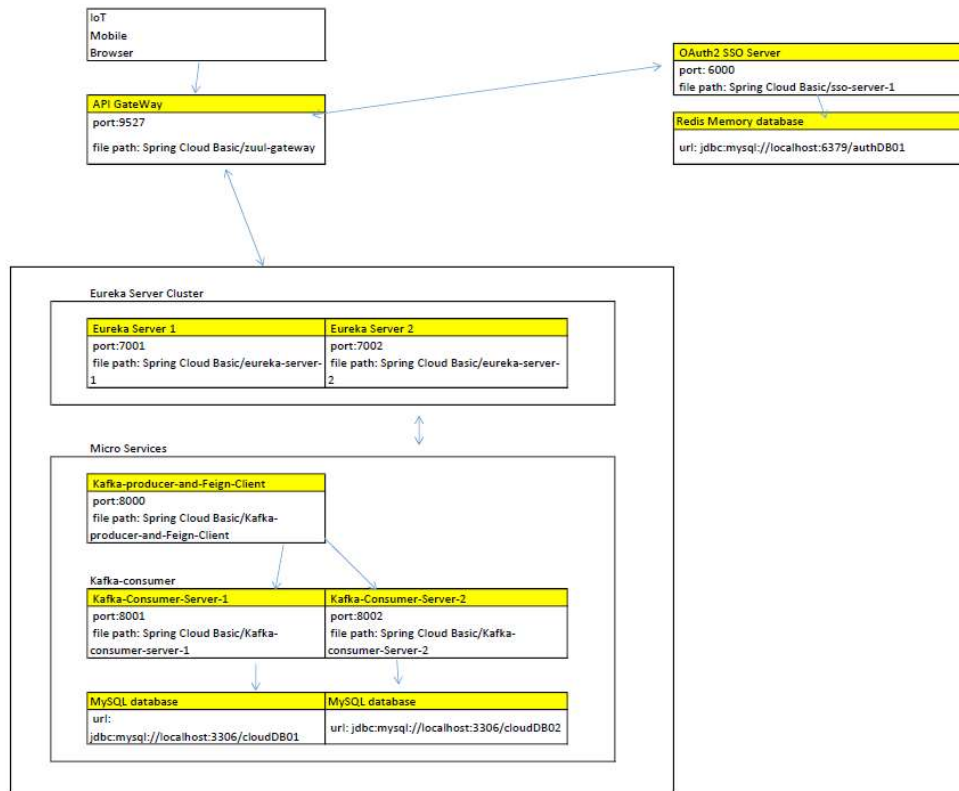 IoT
Mobile
Browser
OAuth2 SSO Server
port: 6000
file path: Spring Cloud Basic/sso-server-1
API GateWay
port:9527
file path: Spring Cloud Basic/zuul-gateway
Redis Memory database
url: jdbc:mysql://localhost:6379/authDB01
Eureka Server Cluster
Eureka Server 1
port:7001
file path: Spring Cloud Basic/eureka-server-
1
Eureka Server 2
port:7002
file path: Spring Cloud Basic/eureka-server-
2
Micro Services
Kafka-producer-and-Feign-Client
port:8000
file path: Spring Cloud Basic/Kafka-
producer-and-Feign-Client
Kafka-consumer
Kafka-Consumer-Server-1
port:8001
file path: Spring Cloud Basic/Kafka-
consumer-server-1
Kafka-Consumer-Server-2
port:8002
file path: Spring Cloud Basic/Kafka-
consumer-Server-2
MySQL database
url:
jdbc:mysql://localhost:3306/cloudDB01
MySQL database
url: jdbc:mysql://localhost:3306/cloudDB02